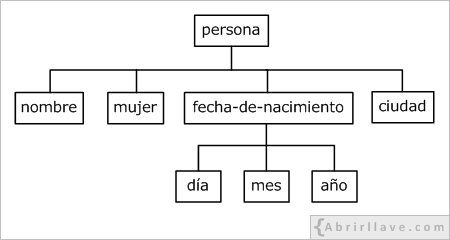 persona
nombre
mujer
fecha-de-nacimiento
ciudad
día
mes
año
{Abrirllave.com